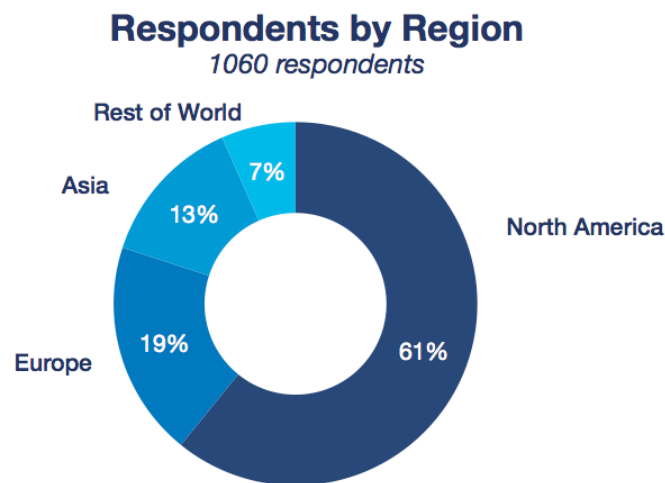 Respondents by Region
1060 respondents
Rest of World
7%
Asia
13%
North America
19%
61%
Europe